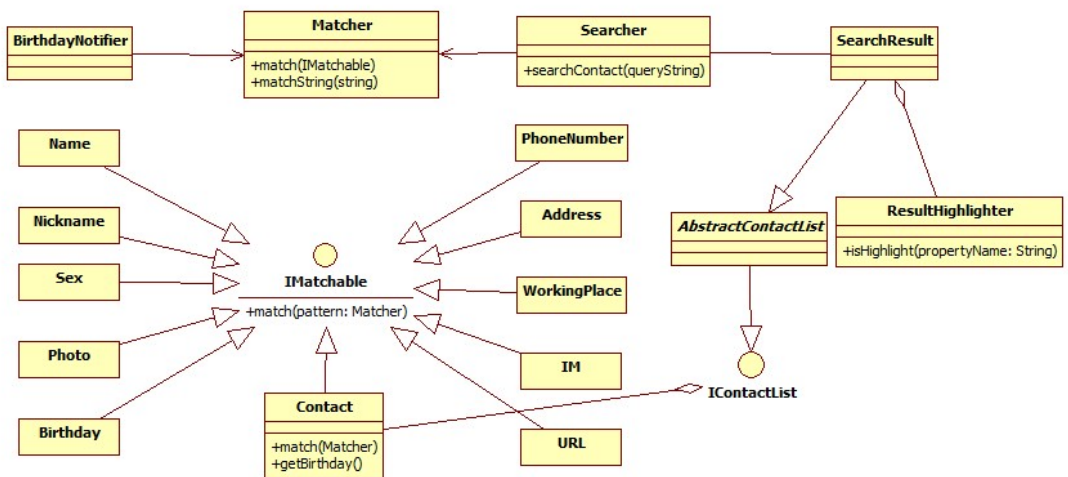 BirthdayNotifier
Matcher
+match(IMatchable)
+matchString(string)
Searcher
+searchContact(queryString)
SearchResult
Name
PhoneNumber
Nickname
Address
AbstractContactList
ResultHighlighter
+isHighlight(propertyName: String)
Sex
IMatchable
+match(pattern: Matcher)
WorkingPlace
Photo
IM
IContactList
Birthday
Contact
+match(Matcher)
+getBirthday()
URL